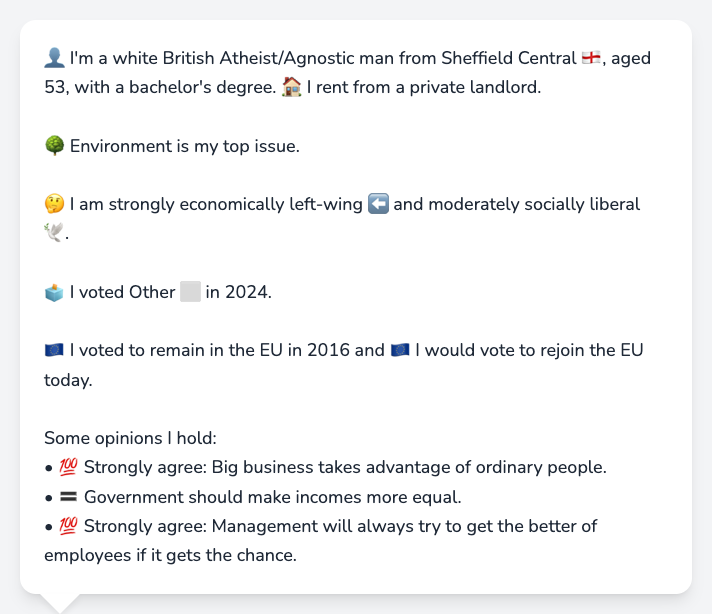 👤 I'm a white British Atheist/Agnostic man from Sheffield Central 🏴󠁧󠁢󠁥󠁮󠁧󠁿, aged
53, with a bachelor's degree. 🏠 I rent from a private landlord.
🌳 Environment is my top issue.
🤔 I am strongly economically left-wing ⬅️ and moderately socially liberal
🕊️.
🗳️ I voted Other ⬜ in 2024.
🇪🇺 I voted to remain in the EU in 2016 and 🇪🇺 I would vote to rejoin the EU
today.
Some opinions I hold:
• 💯 Strongly agree: Big business takes advantage of ordinary people.
• 🟰 Government should make incomes more equal.
• 💯 Strongly agree: Management will always try to get the better of
employees if it gets the chance.